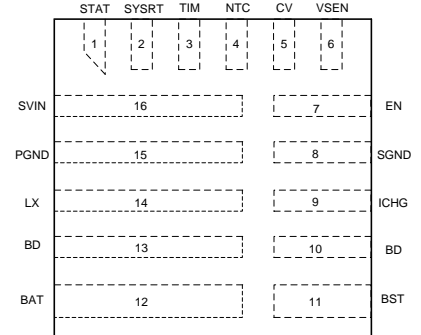 STAT SYSRT TIM NTC CV VSEN
1 2 3 4 5 6
SVIN 16 7 EN
PGND 15 8 SGND
LX 14 9 ICHG
BD 13 10 BD
BAT 12 11 BST